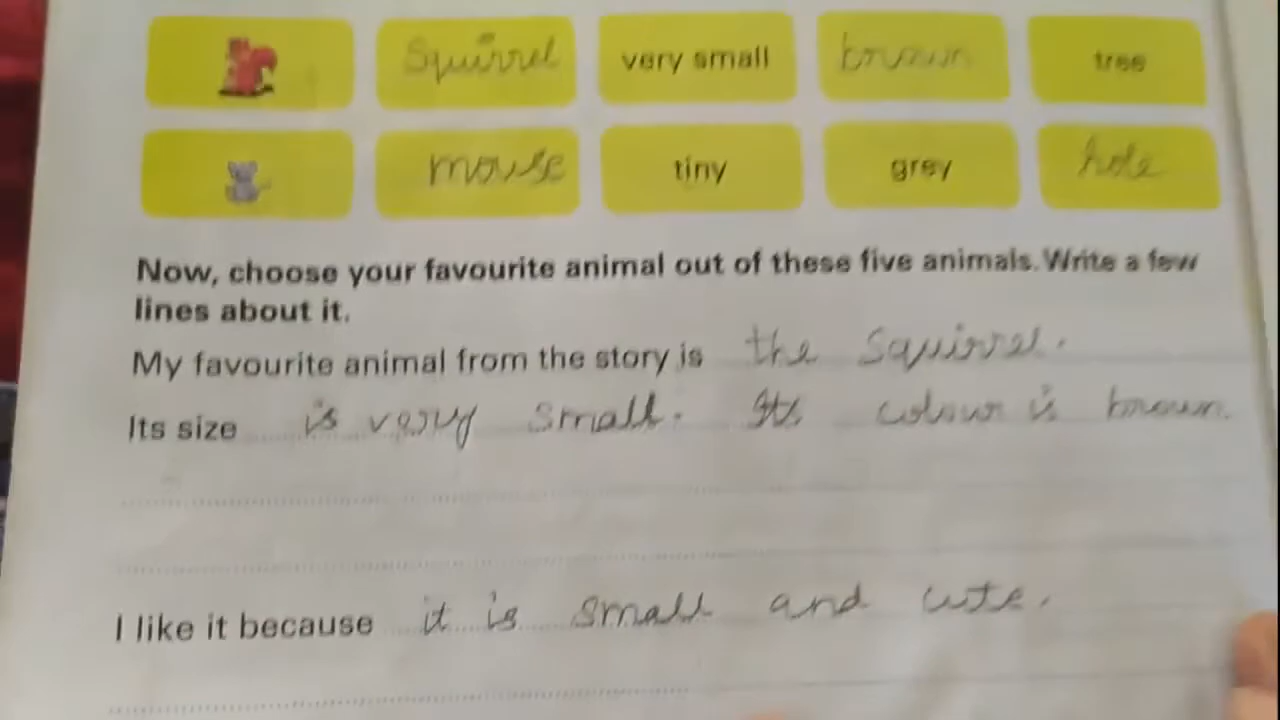 Squirrel very small brown tree
mouse tiny grey hole
Now, choose your favourite animal out of these five animals. Write a few
lines about it.
My favourite animal from the story is the squirrel.
Its size is very small. Its colour is brown.
I like it because it is small and cute.